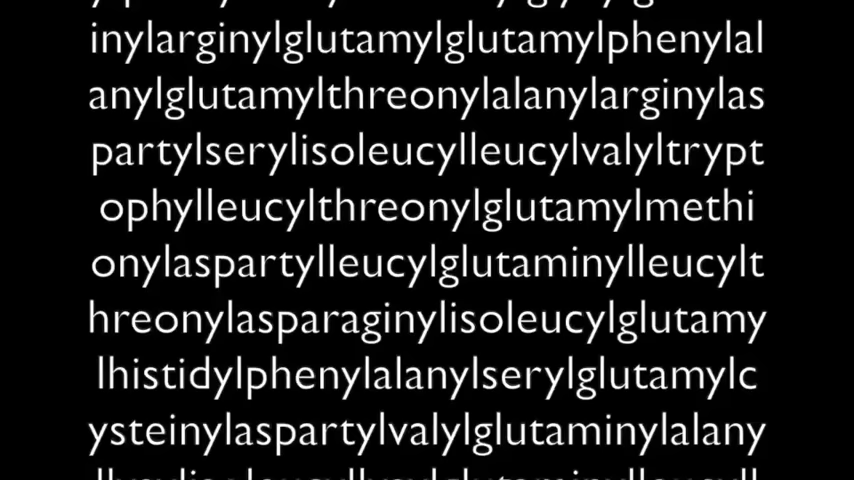 inylarginylglutamylglutamylphenylal
anylglutamylthreonylalanylarginylas
partylserylisoleucylleucylvalyltrypt
ophylleucylthreonylglutamylmethi
onylaspartylleucylglutaminylleucylt
hreonylasparaginylisoleucylglutamy
lhistidylphenylalanylserylglutamylc
ysteinylaspartylvalylglutaminylalany